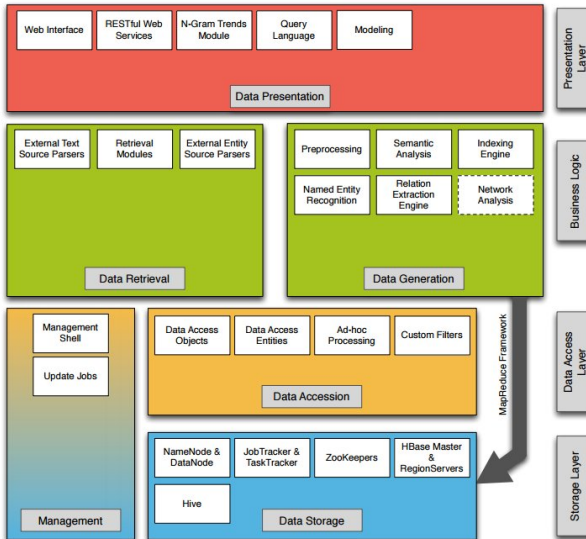 Web Interface
RESTful Web
Services
N-Gram Trends
Module
Query
Language
Modeling
Data Presentation
Presentation
Layer
External Text
Source Parsers
Retrieval
Modules
External Entity
Source Parsers
Data Retrieval
Preprocessing
Semantic
Analysis
Indexing
Engine
Named Entity
Recognition
Relation
Extraction
Engine
Network
Analysis
Data Generation
Business Logic
Management
Shell
Update Jobs
Management
Data Access
Objects
Data Access
Entities
Ad-hoc
Processing
Custom Filters
Data Accession
MapReduce Framework
Data Access
Layer
NameNode &
DataNode
JobTracker &
TaskTracker
ZooKeepers
HBase Master
&
RegionServers
Hive
Data Storage
Storage Layer